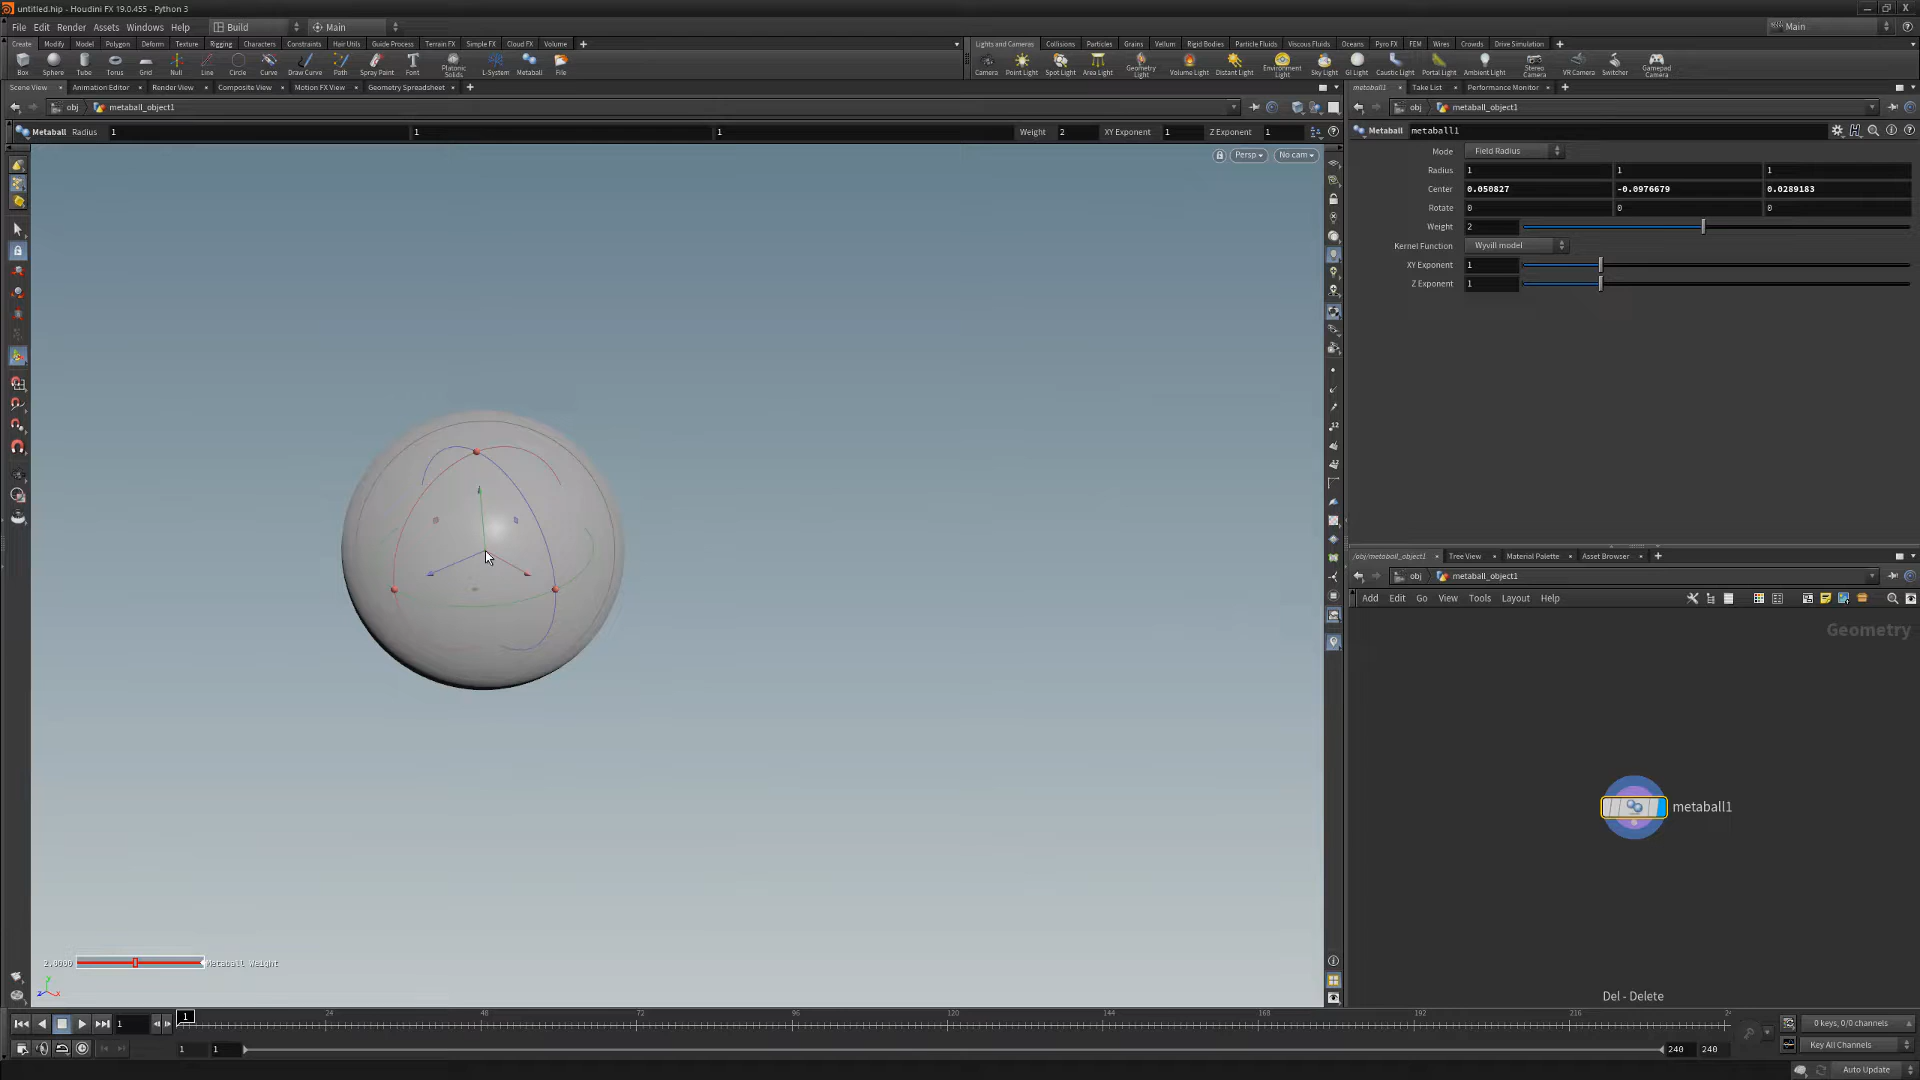 untitled.hip - Houdini FX 19.0.455 - Python 3
File Edit Render Assets Windows Help Build Main Main
Create Modify Model Polygon Deform Texture Rigging Characters Constraints Hair Utils Guide Process Terrain FX Simple FX Cloud FX Volume
Lights and Cameras Collisions Particles Grains Vellum Rigid Bodies Particle Fluids Viscous Fluids Oceans Pyro FX FEM Wires Crowds Drive Simulation
Box Sphere Tube Torus Grid Null Line Circle Curve Draw Curve Path Spray Paint Font Platonic Solids L-System Metaball File
Camera Point Light Spot Light Area Light Geometry Light Volume Light Distant Light Environment Light Sky Light GI Light Caustic Light Portal Light Ambient Light Stereo Camera VR Camera Switcher Gamepad Camera
Scene View Animation Editor Render View Composite View Motion FX View Geometry Spreadsheet
metaball1 Take List Performance Monitor
obj metaball_object1
obj metaball_object1
Metaball Radius 1 1 1 Weight 2 XY Exponent 1 Z Exponent 1
Metaball metaball1
Persp No cam
Mode Field Radius
Radius 1 1 1
Center 0.050827 -0.0976679 0.0289183
Rotate 0 0 0
Weight 2
Kernel Function Wyvill model
XY Exponent 1
Z Exponent 1
/obj/metaball_object1 Tree View Material Palette Asset Browser
obj metaball_object1
Add Edit Go View Tools Layout Help
Geometry
metaball1
2.0000 Metaball Weight
y
z x
Del - Delete
1 1 24 48 72 96 120 144 168 192 216
0 keys, 0/0 channels
1 1 240 240
Key All Channels
Auto Update